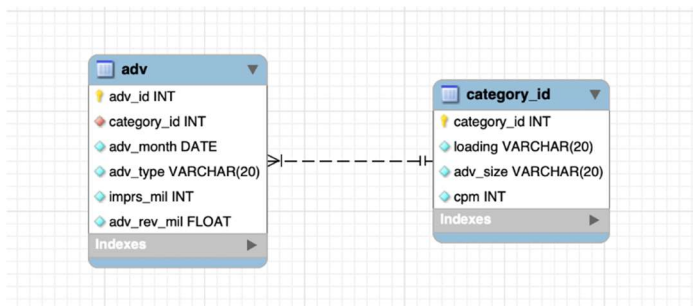 adv
adv_id INT
category_id INT
adv_month DATE
adv_type VARCHAR(20)
imprs_mil INT
adv_rev_mil FLOAT
Indexes
category_id
category_id INT
loading VARCHAR(20)
adv_size VARCHAR(20)
cpm INT
Indexes